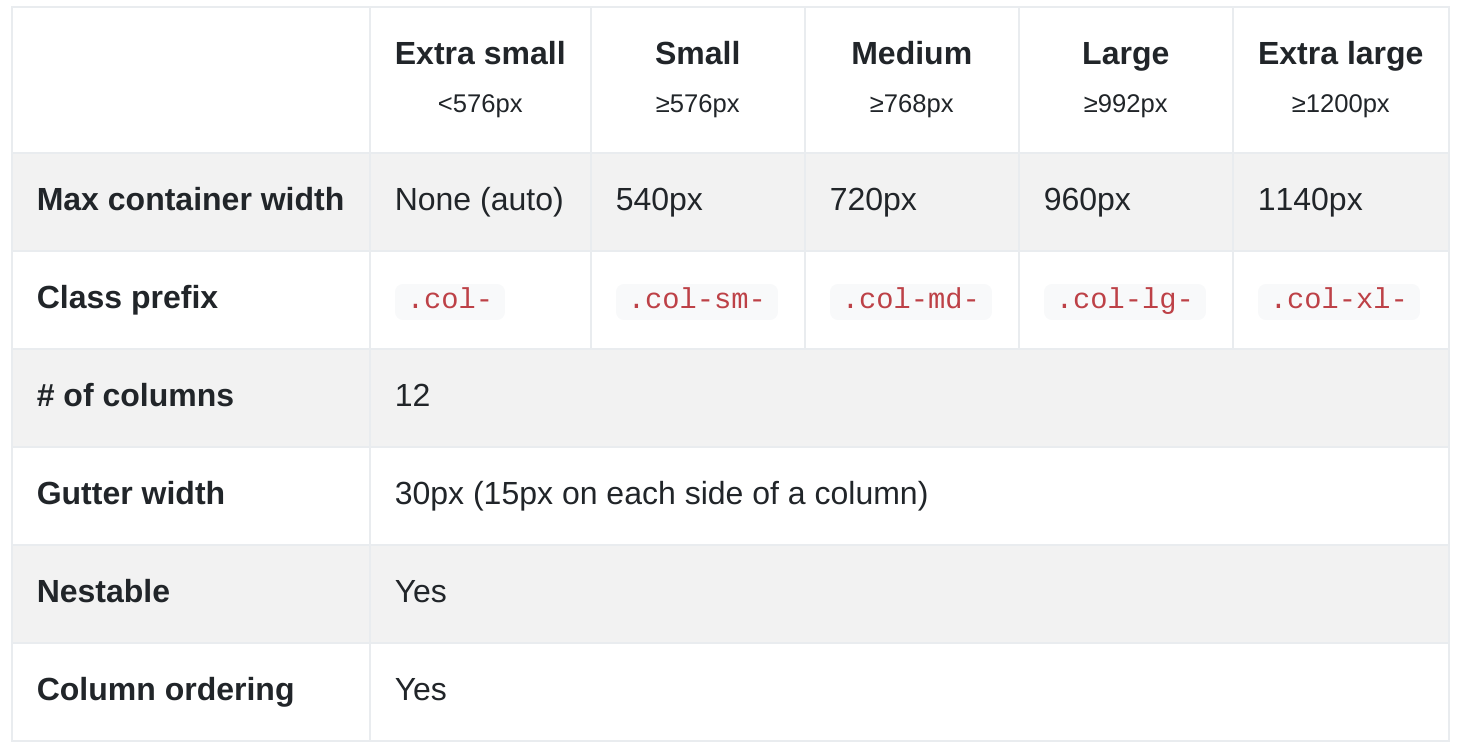 Extra small Small Medium Large Extra large
<576px ≥576px ≥768px ≥992px ≥1200px
Max container width None (auto) 540px 720px 960px 1140px
Class prefix .col- .col-sm- .col-md- .col-lg- .col-xl-
# of columns 12
Gutter width 30px (15px on each side of a column)
Nestable Yes
Column ordering Yes